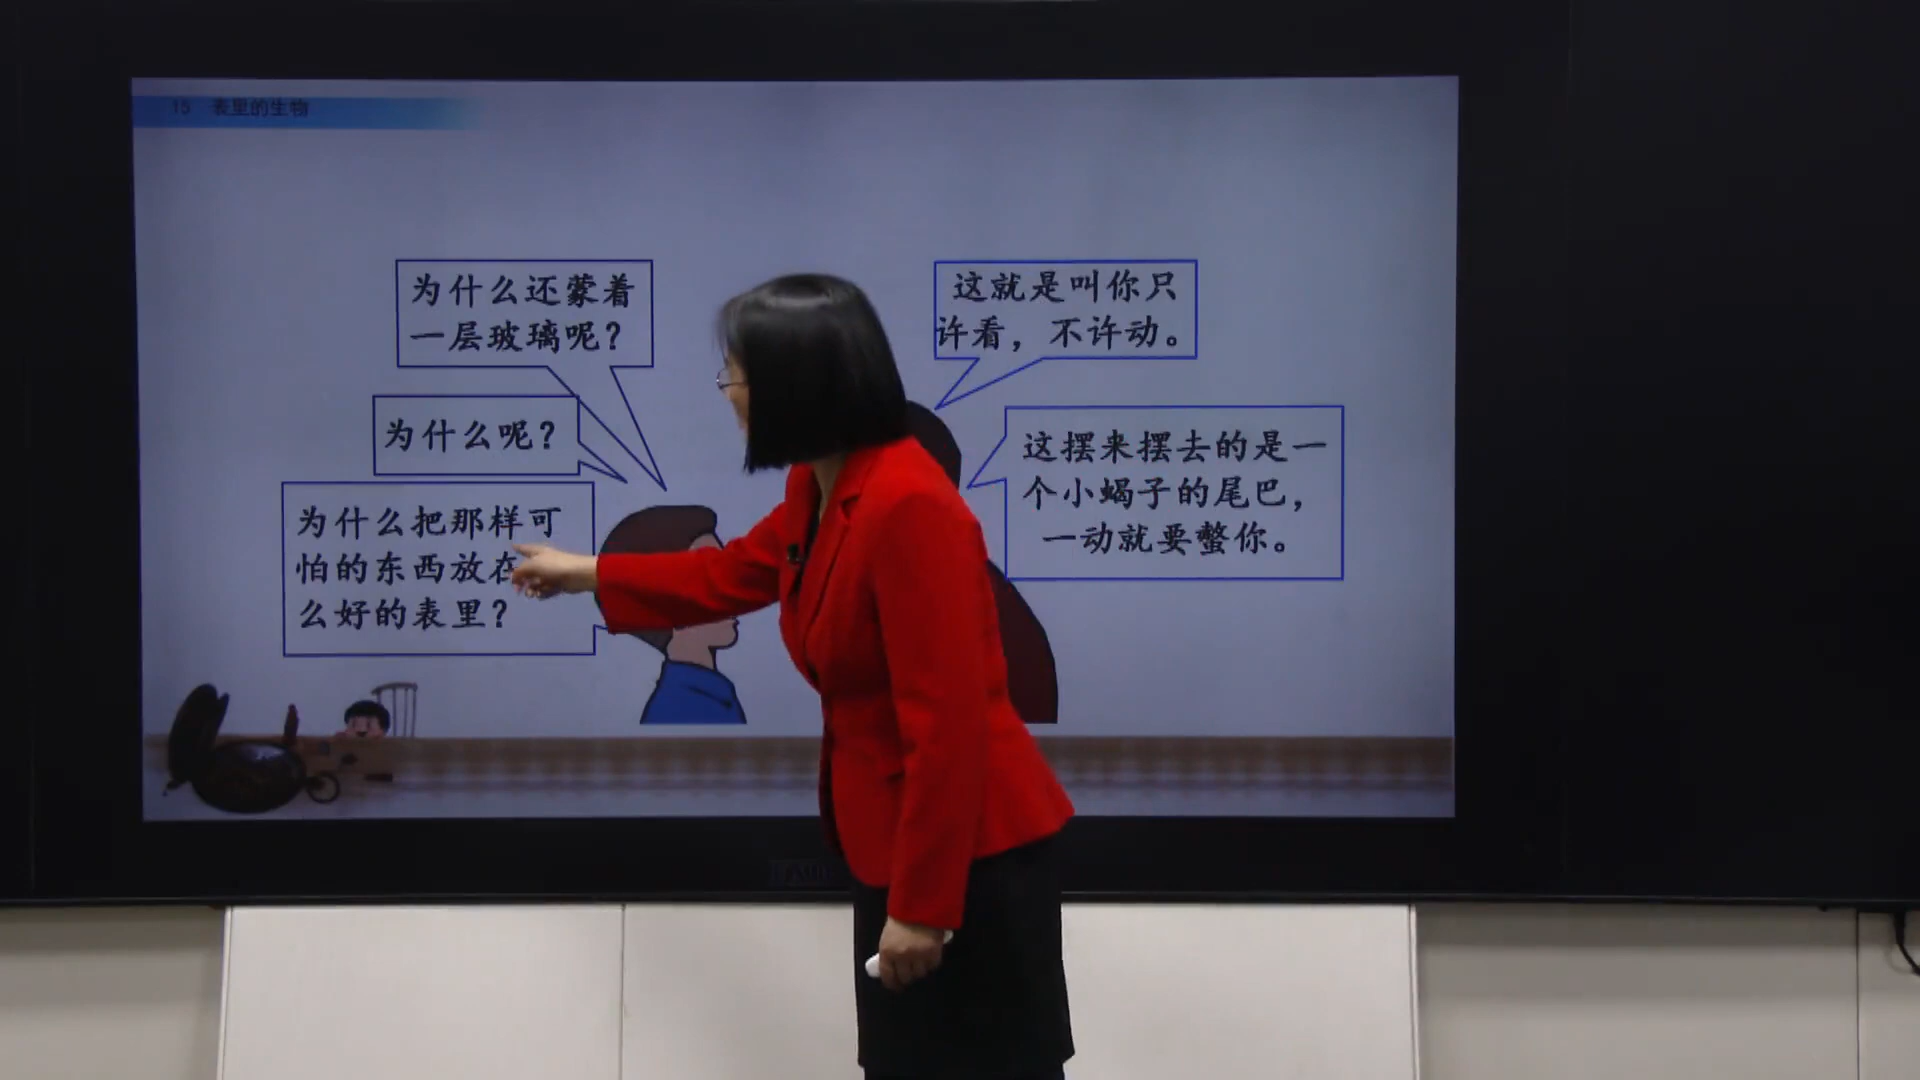 15 表里的生物
为什么还蒙着
一层玻璃呢？
为什么呢？
为什么把那样可
怕的东西放在
么好的表里？
这就是叫你只
许看，不许动。
这摆来摆去的是一
个小蝎子的尾巴，
一动就要螫你。